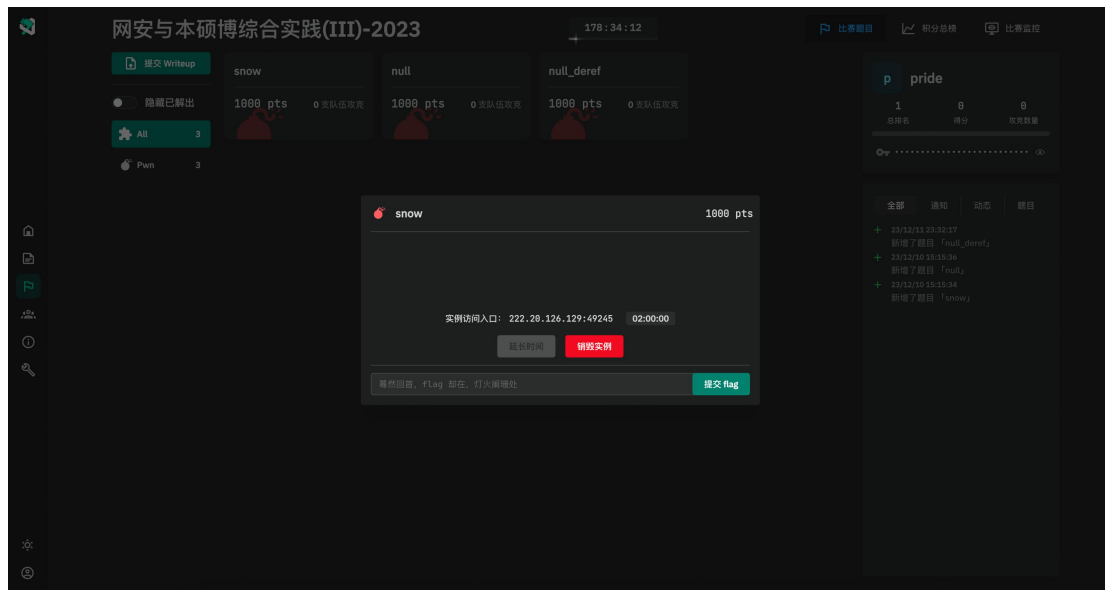 网安与本硕博综合实践(III)-2023
178:34:12
比赛题目 积分总榜 比赛监控
提交 Writeup
隐藏已解出
All 3
Pwn 3
snow
1000 pts 0 支队伍攻克
null
1000 pts 0 支队伍攻克
null_deref
1000 pts 0 支队伍攻克
p pride
1 0 0
总排名 得分 攻克数量
全部 通知 动态 题目
23/12/11 23:32:17
新增了题目 「null_deref」
23/12/10 15:15:36
新增了题目 「null」
23/12/10 15:15:34
新增了题目 「snow」
snow 1000 pts
实例访问入口: 222.20.126.129:49245 02:00:00
延长时间 销毁实例
蓦然回首，flag 却在，灯火阑珊处
提交 flag